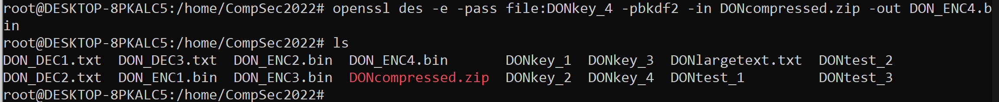 root@DESKTOP-8PKALC5:/home/CompSec2022# openssl des -e -pass file:DONkey_4 -pbkdf2 -in DONcompressed.zip -out DON_ENC4.b
in
root@DESKTOP-8PKALC5:/home/CompSec2022# ls
DON_DEC1.txt  DON_DEC3.txt  DON_ENC2.bin  DON_ENC4.bin       DONkey_1  DONkey_3  DONlargetext.txt  DONtest_2
DON_DEC2.txt  DON_ENC1.bin  DON_ENC3.bin  DONcompressed.zip  DONkey_2  DONkey_4  DONtest_1         DONtest_3
root@DESKTOP-8PKALC5:/home/CompSec2022#